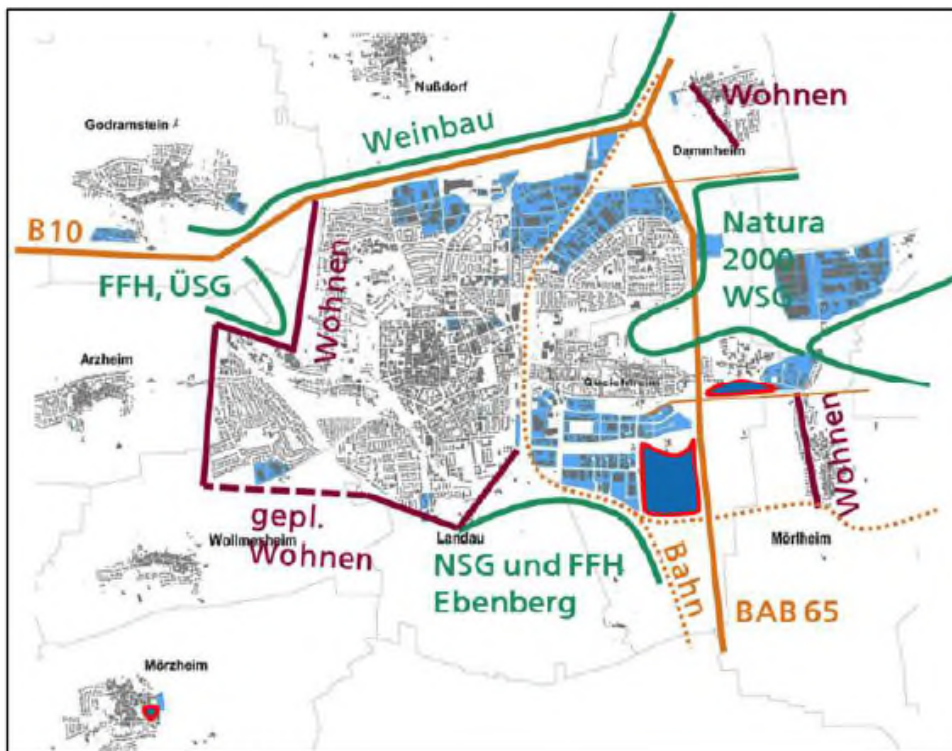 Nußdorf
Wohnen
Godramstein
Weinbau
Dammheim
B10
Natura
2000
WSG
FFH, ÜSG
Wohnen
Arzheim
Queichheim
Wohnen
gepl.
Wohnen
Wollmesheim
Landau
Mörlheim
NSG und FFH
Ebenberg
Bahn
BAB 65
Mörzheim